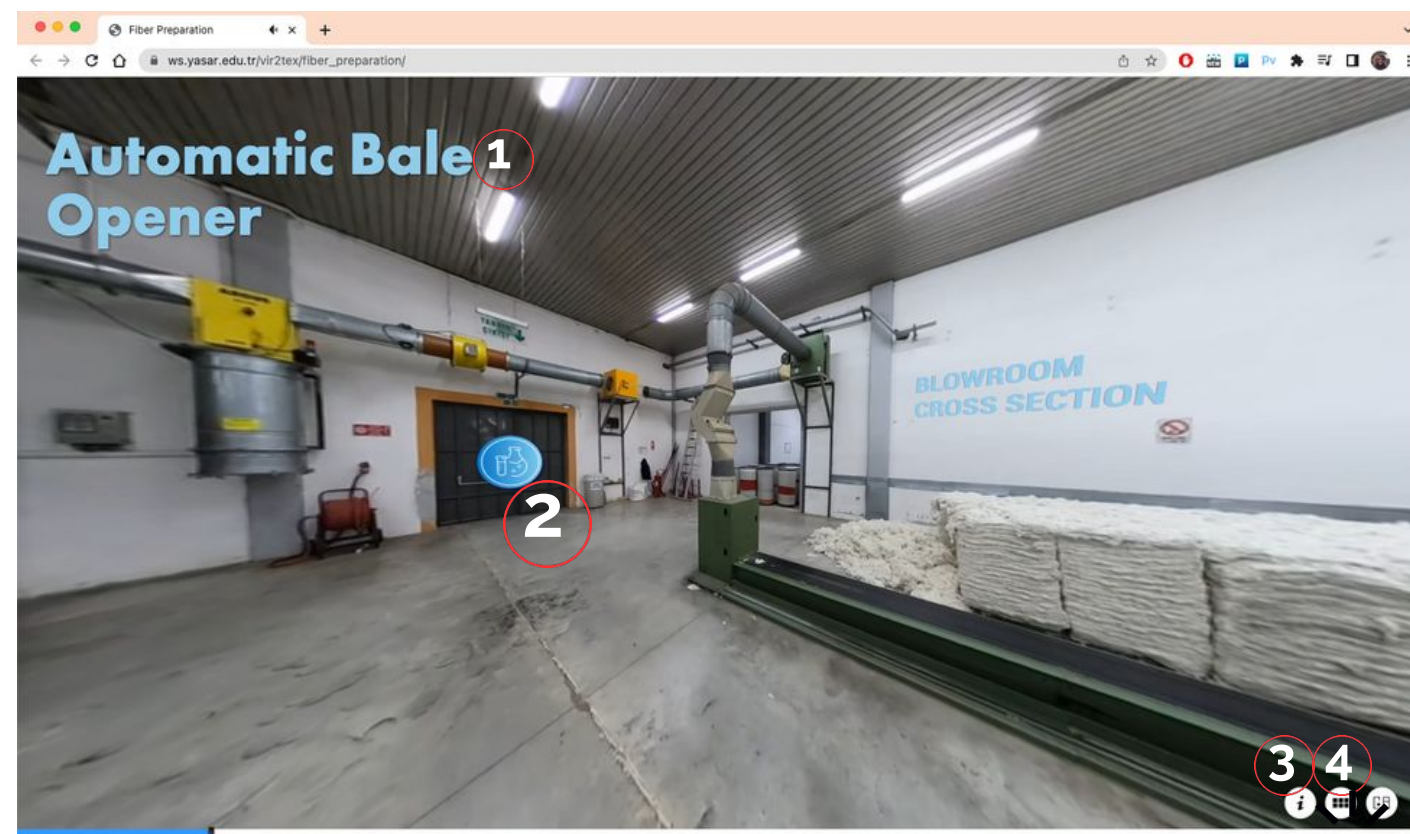 Fiber Preparation
ws.yasar.edu.tr/vir2tex/fiber_preparation/
Automatic Bale
Opener
1
BLOWROOM
CROSS SECTION
2
3 4
i